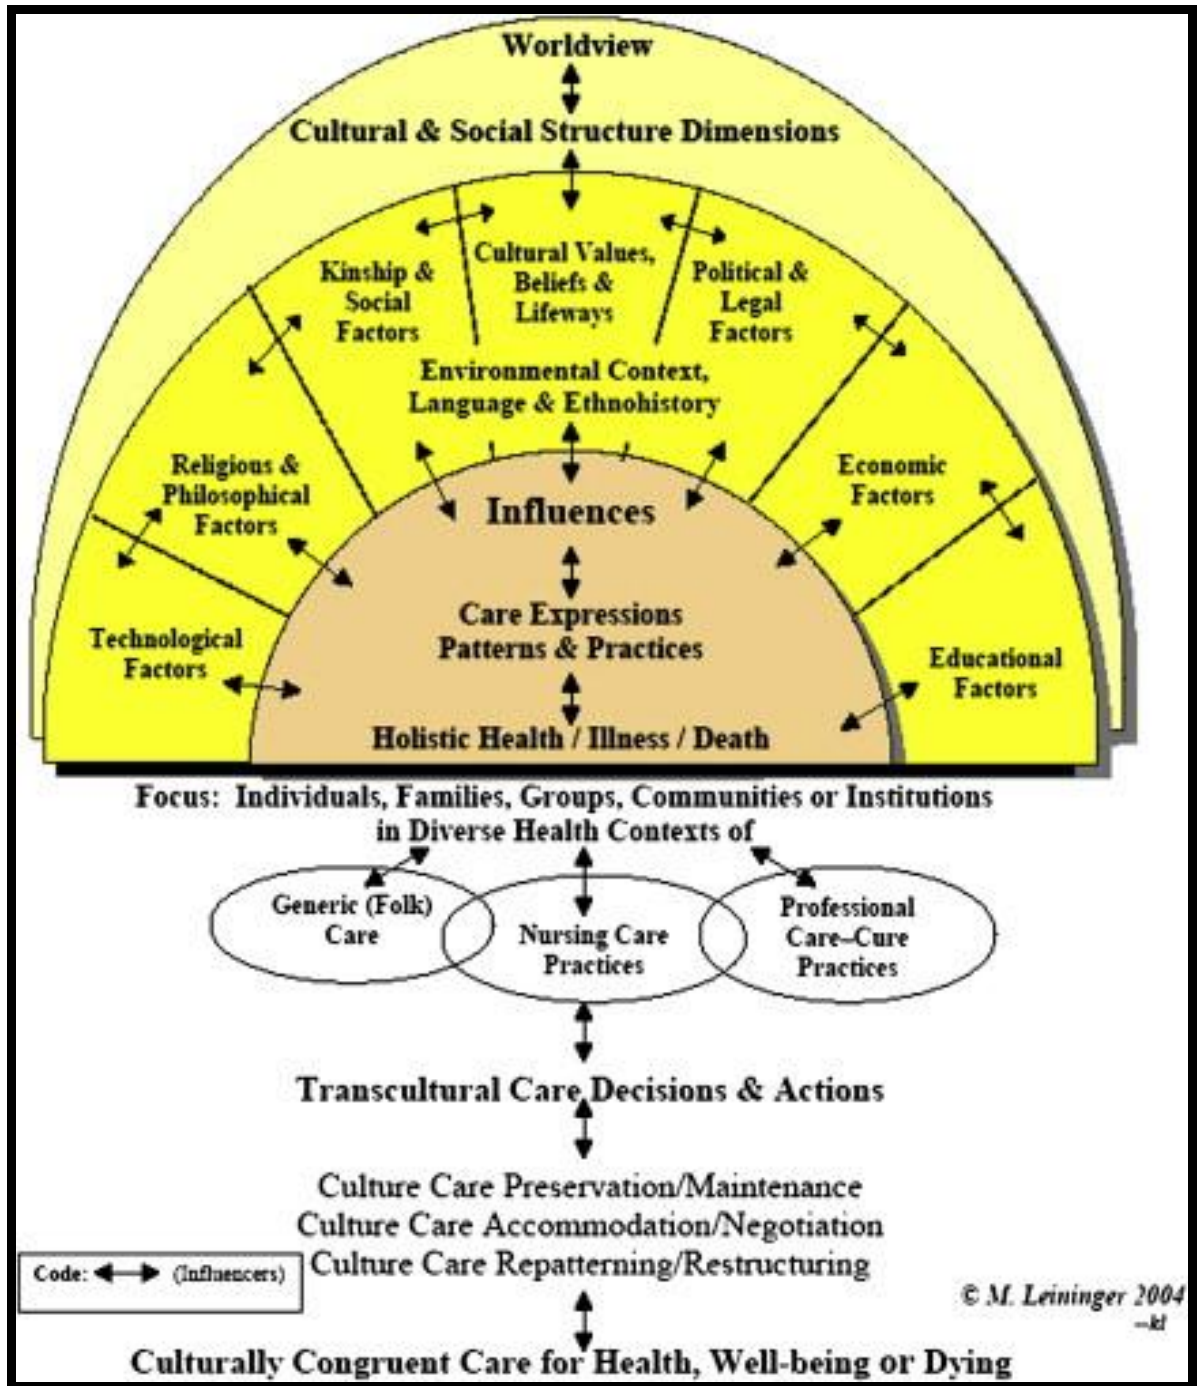 Worldview
Cultural & Social Structure Dimensions
Kinship &
Social
Factors
Cultural Values,
Beliefs &
Lifeways
Political &
Legal
Factors
Environmental Context,
Language & Ethnohistory
Religious &
Philosophical
Factors
Economic
Factors
Technological
Factors
Educational
Factors
Influences
Care Expressions
Patterns & Practices
Holistic Health / Illness / Death
Focus: Individuals, Families, Groups, Communities or Institutions
in Diverse Health Contexts of
Generic (Folk)
Care
Nursing Care
Practices
Professional
Care–Cure
Practices
Transcultural Care Decisions & Actions
Culture Care Preservation/Maintenance
Culture Care Accommodation/Negotiation
Culture Care Repatterning/Restructuring
Code: (Influencers)
© M. Leininger 2004
–kl
Culturally Congruent Care for Health, Well-being or Dying